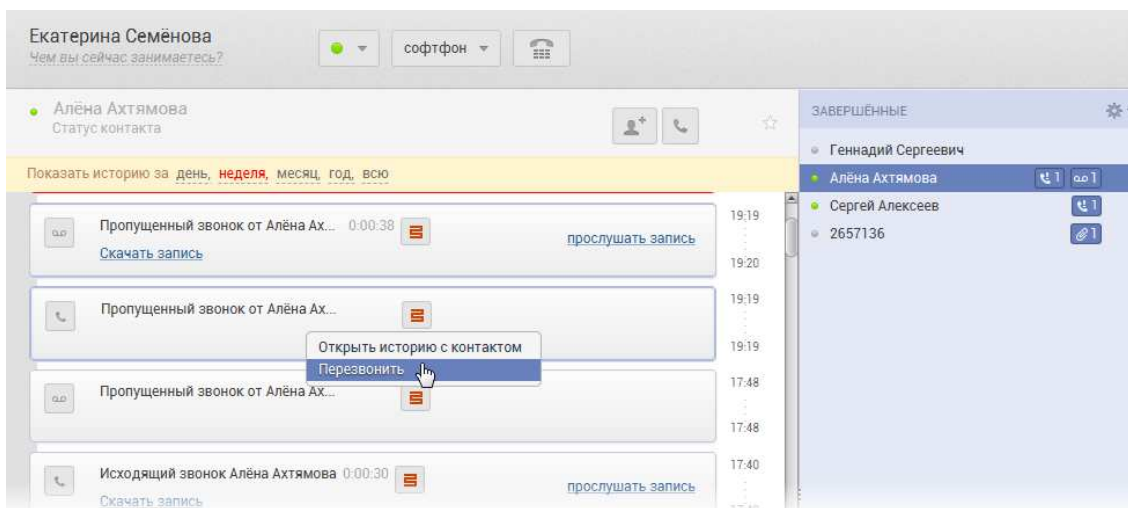 Екатерина Семёнова
Чем вы сейчас занимаетесь?
софтфон
Алёна Ахтямова
Статус контакта
Показать историю за день, неделя, месяц, год, всю
Пропущенный звонок от Алёна Ах... 0:00:38
Скачать запись
прослушать запись
19:19
19:20
Пропущенный звонок от Алёна Ах...
19:19
19:19
Открыть историю с контактом
Перезвонить
Пропущенный звонок от Алёна Ах...
17:48
17:48
Исходящий звонок Алёна Ахтямова 0:00:30
Скачать запись
прослушать запись
17:40
ЗАВЕРШЁННЫЕ
Геннадий Сергеевич
Алёна Ахтямова 1 1
Сергей Алексеев 1
2657136 1